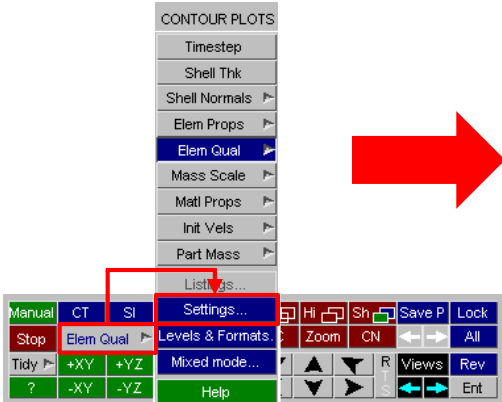 CONTOUR PLOTS
Timestep
Shell Thk
Shell Normals
Elem Props
Elem Qual
Mass Scale
Matl Props
Init Vels
Part Mass
Listings...
Manual CT SI Settings... Hi Sh Save P Lock
Stop Elem Qual Levels & Formats. C Zoom CN All
Tidy +XY +YZ Mixed mode... R T S Views Rev
? -XY -YZ Help Ent